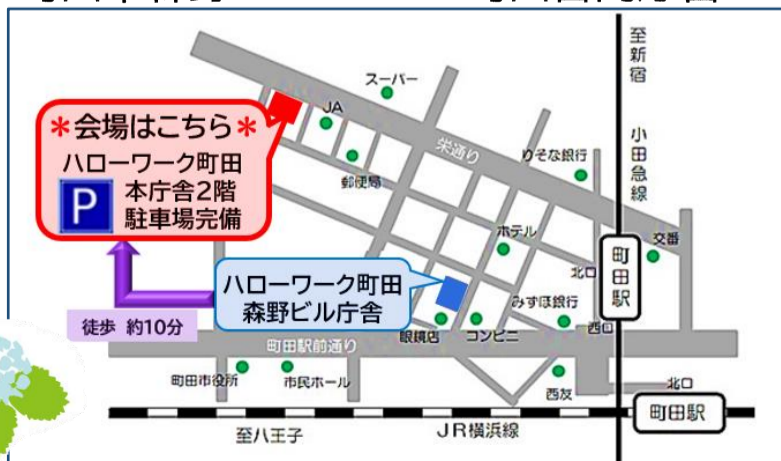 至新宿
小田急線
スーパー
JA
＊会場はこちら＊
ハローワーク町田
P
本庁舎2階
駐車場完備
栄通り
りそな銀行
郵便局
ホテル
交番
北口
町田駅
ハローワーク町田
森野ビル庁舎
みずほ銀行
西口
徒歩 約10分
眼鏡店
コンビニ
町田駅前通り
町田市役所
市民ホール
西友
北口
町田駅
至八王子
JR横浜線